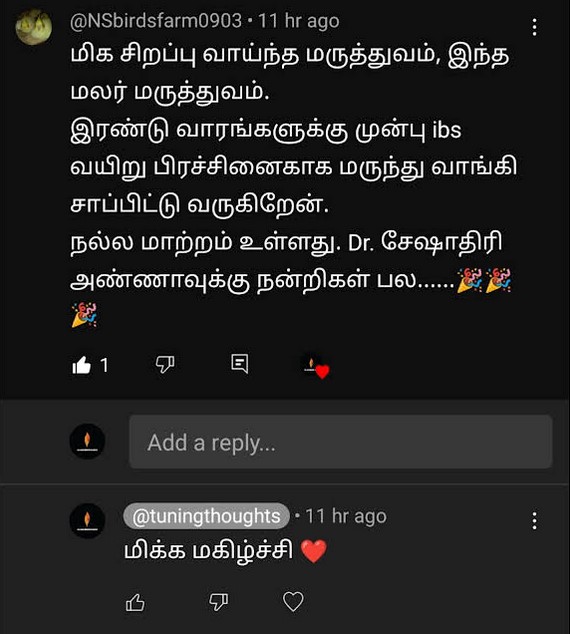 @NSbirdsfarm0903 • 11 hr ago
மிக சிறப்பு வாய்ந்த மருத்துவம், இந்த
மலர் மருத்துவம்.
இரண்டு வாரங்களுக்கு முன்பு ibs
வயிறு பிரச்சினைகாக மருந்து வாங்கி
சாப்பிட்டு வருகிறேன்.
நல்ல மாற்றம் உள்ளது. Dr. சேஷாதிரி
அண்ணாவுக்கு நன்றிகள் பல......🎉🎉
🎉
1
Add a reply...
@tuningthoughts • 11 hr ago
மிக்க மகிழ்ச்சி ❤️